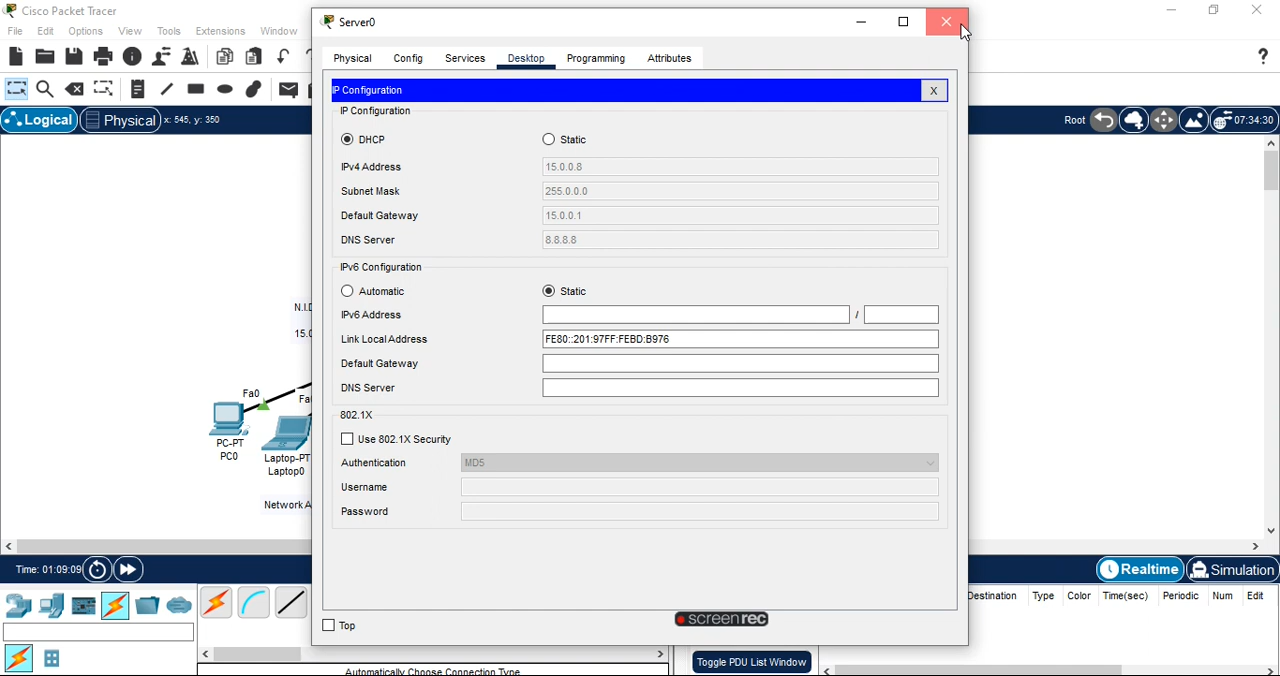 Cisco Packet Tracer
File Edit Options View Tools Extensions Window
Logical Physical x: 545, y: 350
Root 07:34:30
Server0
Physical Config Services Desktop Programming Attributes
IP Configuration X
IP Configuration
DHCP Static
IPv4 Address 15.0.0.8
Subnet Mask 255.0.0.0
Default Gateway 15.0.0.1
DNS Server 8.8.8.8
IPv6 Configuration
Automatic Static
IPv6 Address /
Link Local Address FE80::201:97FF:FEBD:B976
Default Gateway
DNS Server
802.1X
Use 802.1X Security
Authentication MD5
Username
Password
Top
screenrec
N.I.D
15.0
Fa0
Fa
PC-PT
PC0
Laptop-PT
Laptop0
Network A
Time: 01:09:09
Realtime Simulation
Destination Type Color Time(sec) Periodic Num Edit
Toggle PDU List Window
Automatically Choose Connection Type